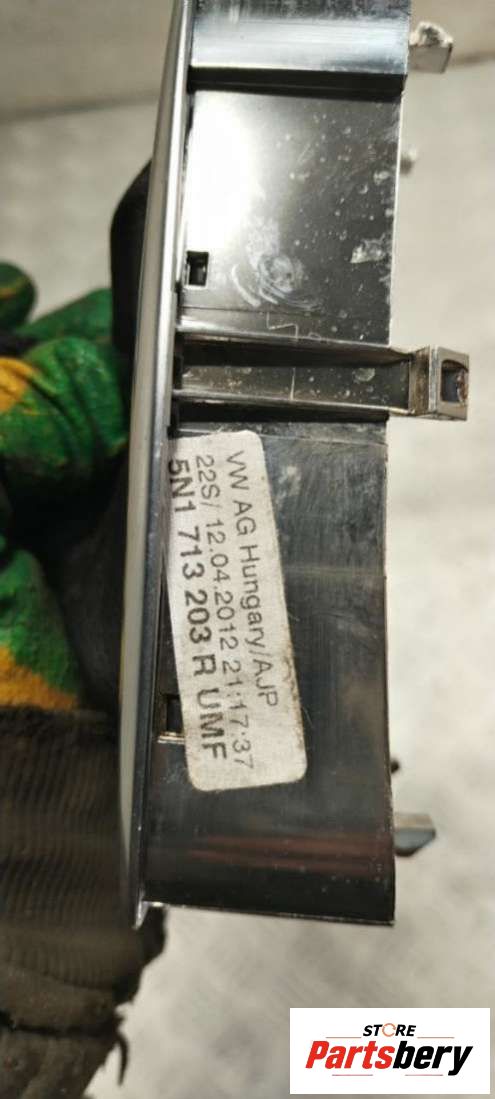 VW AG Hungary/AJP
22S/ 12.04.2012 21:17:37
5N1 713 203 R UMF
STORE
Partsbery